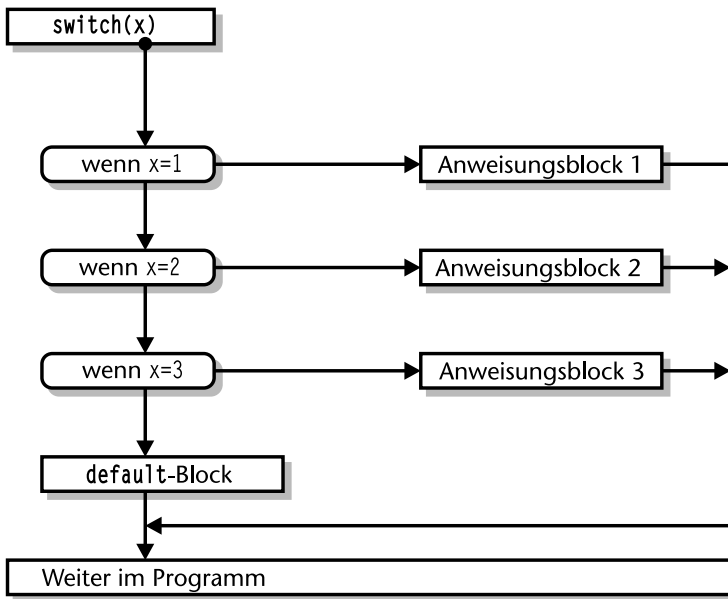 switch(x)
wenn x=1
Anweisungsblock 1
wenn x=2
Anweisungsblock 2
wenn x=3
Anweisungsblock 3
default-Block
Weiter im Programm